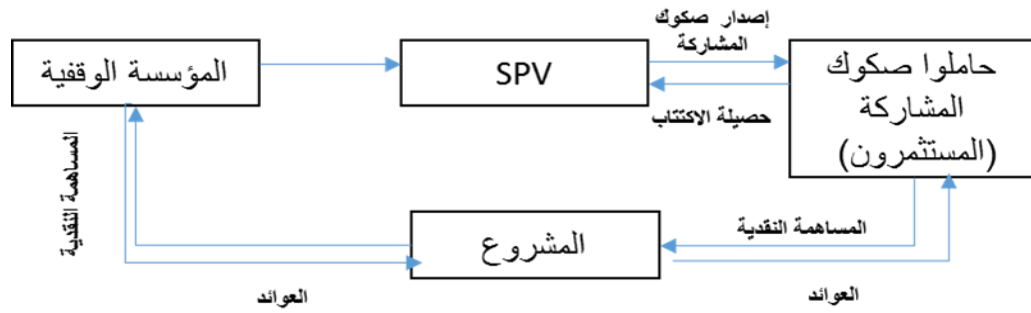 إصدار صكوك
المشاركة
المؤسسة الوقفية
SPV
حاملوا صكوك
المشاركة
(المستثمرون)
حصيلة الاكتتاب
المساهمة النقدية
المشروع
المساهمة النقدية
العوائد
العوائد